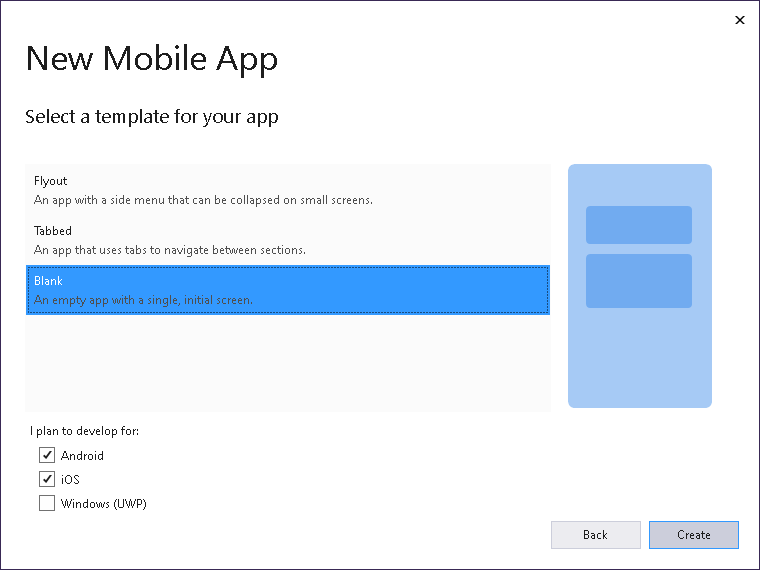 New Mobile App
Select a template for your app
Flyout
An app with a side menu that can be collapsed on small screens.
Tabbed
An app that uses tabs to navigate between sections.
Blank
An empty app with a single, initial screen.
I plan to develop for:
Android
iOS
Windows (UWP)
Back
Create